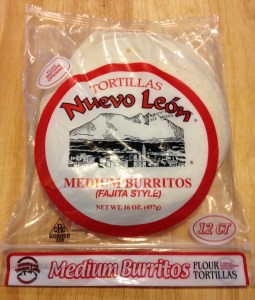 TORTILLAS
Nuevo León®
MEDIUM BURRITOS
(FAJITA STYLE)
NET WT. 16 OZ. (457g)
12 CT
Medium Burritos
FLOUR
TORTILLAS